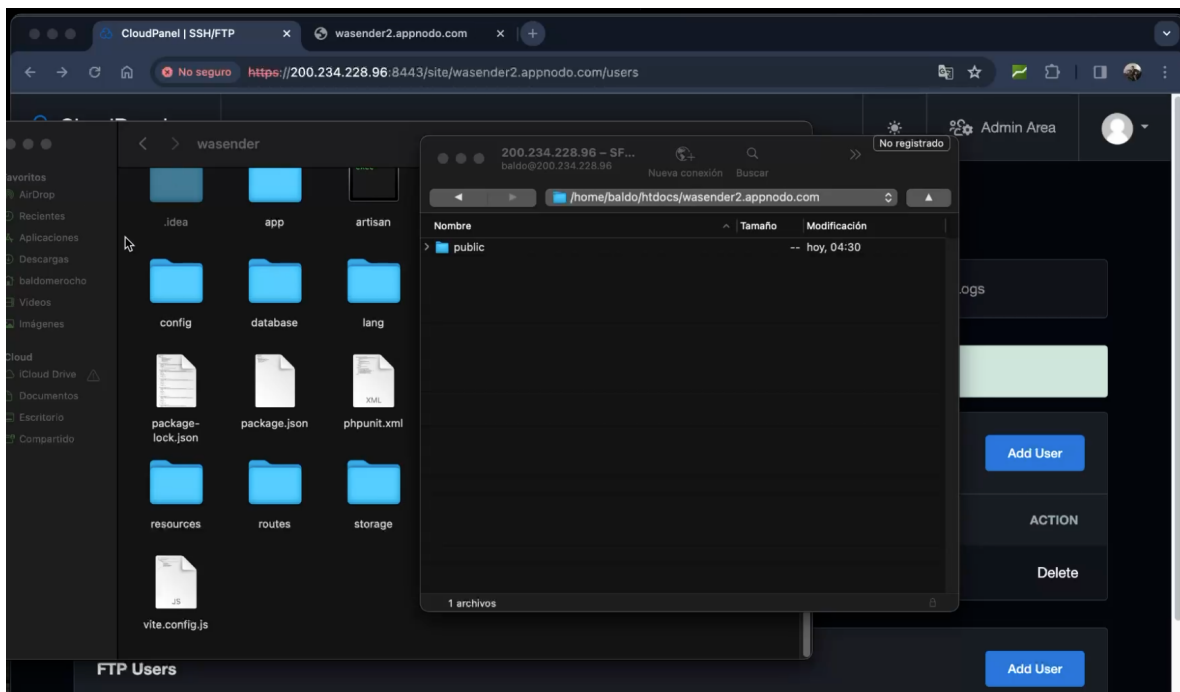 CloudPanel | SSH/FTP
wasender2.appnodo.com
No seguro
https://200.234.228.96:8443/site/wasender2.appnodo.com/users
Admin Area
No registrado
wasender
200.234.228.96 – SF...
baldo@200.234.228.96
Nueva conexión
Buscar
/home/baldo/htdocs/wasender2.appnodo.com
Nombre
Tamaño
Modificación
public
-- hoy, 04:30
1 archivos
avoritos
AirDrop
Recientes
Aplicaciones
Descargas
baldomerocho
Vídeos
Imágenes
Cloud
iCloud Drive
Documentos
Escritorio
Compartido
.idea
app
artisan
config
database
lang
XML
package-
lock.json
package.json
phpunit.xml
resources
routes
storage
JS
vite.config.js
ogs
Add User
ACTION
Delete
FTP Users
Add User